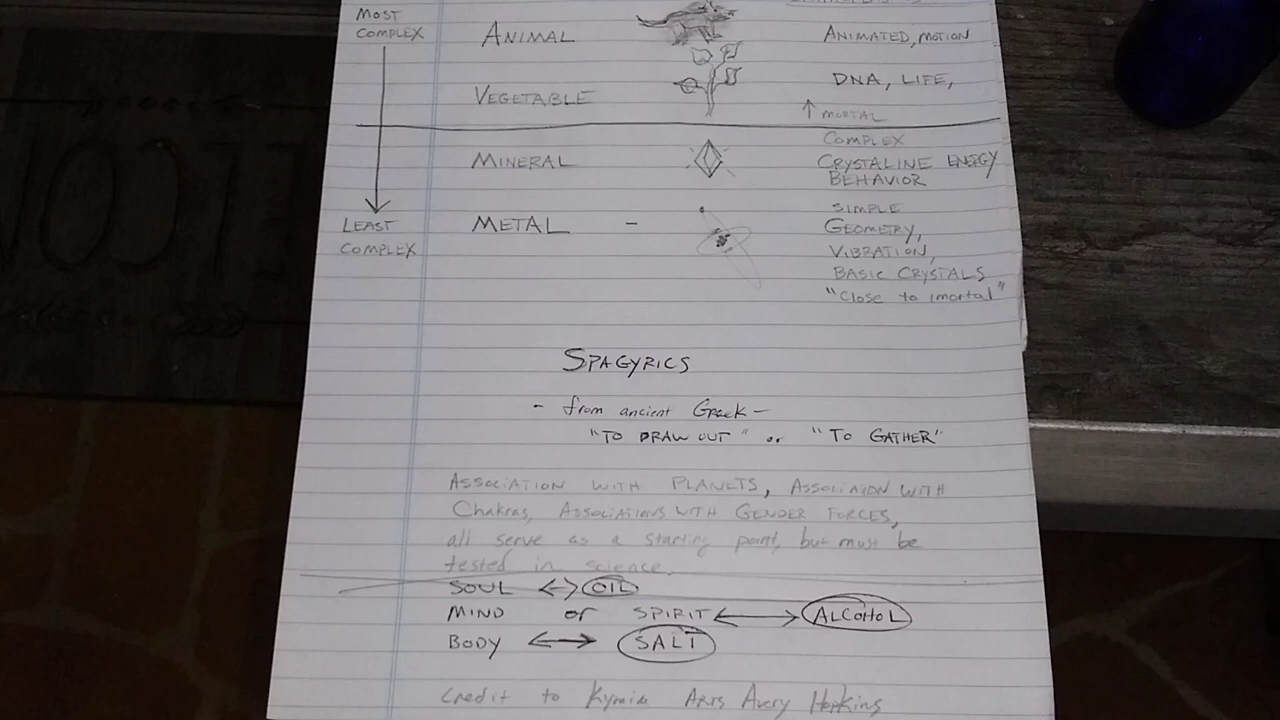 MOST
COMPLEX
ANIMAL
ANIMATED, MOTION
VEGETABLE
DNA, LIFE,
↑ MORTAL
MINERAL
COMPLEX
CRYSTALINE ENERGY
BEHAVIOR
LEAST
COMPLEX
METAL -
SIMPLE
GEOMETRY,
VIBRATION,
BASIC CRYSTALS
"Close to imortal"
SPAGYRICS
- from ancient Greek -
"TO DRAW OUT" or "TO GATHER"
ASSOCIATION WITH PLANETS, ASSOCIAION WITH
Chakras, ASSOCIATIONS WITH GENDER FORCES,
all serve as a starting point, but must be
tested in science.
SOUL <-> OIL
MIND or SPIRIT <-> ALCOHOL
BODY <-> SALT
Credit to Arts Avery Hopkins